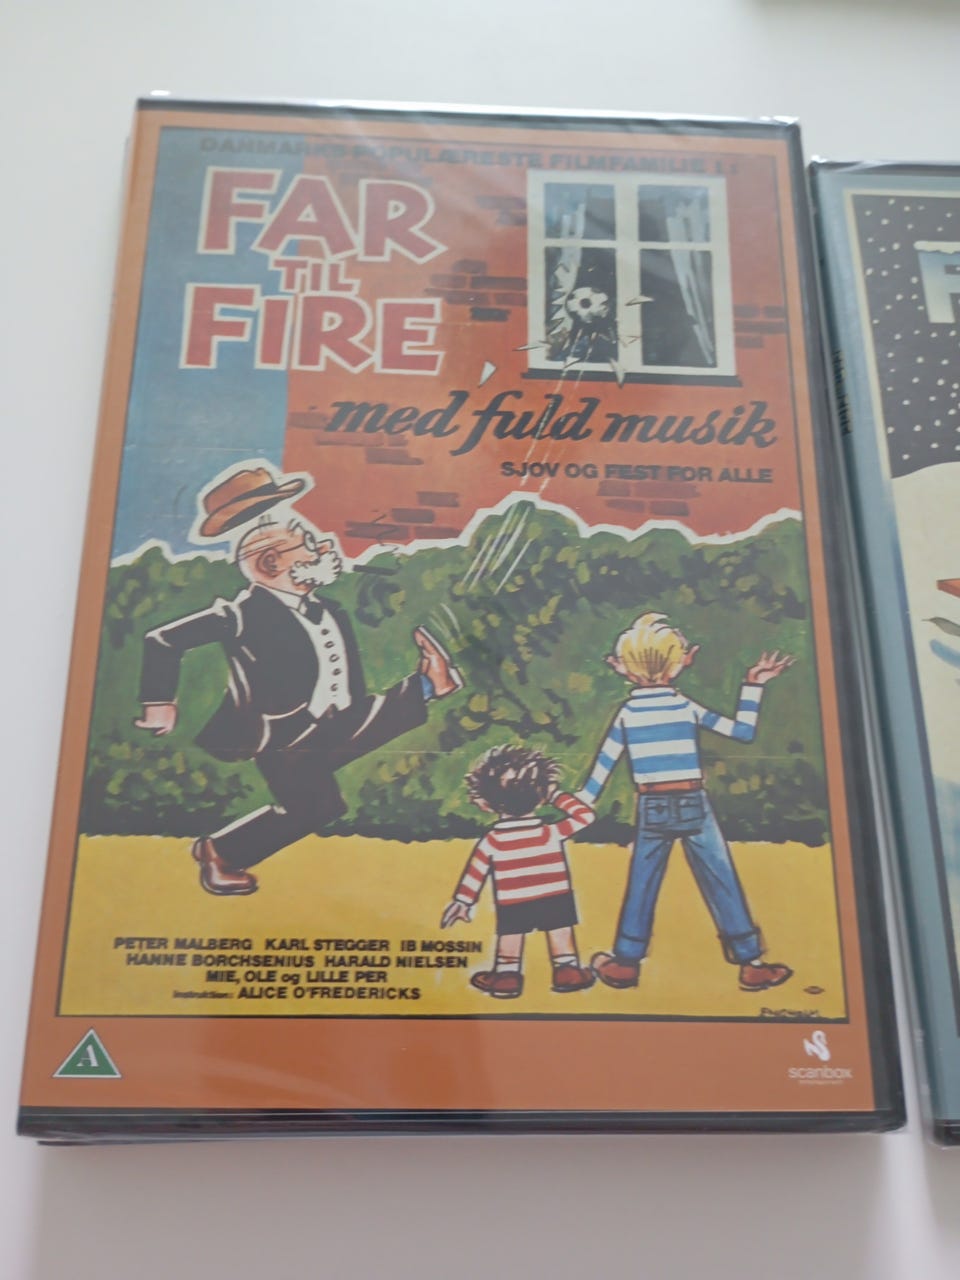 DANMARKS POPULÆRESTE FILMFAMILIE I:
FAR
TIL
FIRE
med fuld musik
SJOV OG FEST FOR ALLE
PETER MALBERG KARL STEGGER IB MOSSIN
HANNE BORCHSENIUS HARALD NIELSEN
MIE, OLE og LILLE PER
Instruktion: ALICE O'FREDERICKS
A
scanbox
F